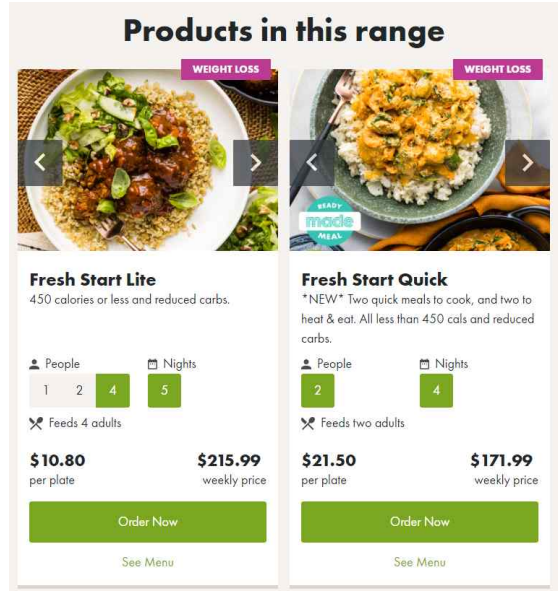 Products in this range
WEIGHT LOSS
Fresh Start Lite
450 calories or less and reduced carbs.
People
Nights
1 2 4
5
Feeds 4 adults
$10.80
$215.99
per plate
weekly price
Order Now
See Menu
WEIGHT LOSS
READY
made
MEAL
Fresh Start Quick
*NEW* Two quick meals to cook, and two to
heat & eat. All less than 450 cals and reduced
carbs.
People
Nights
2
4
Feeds two adults
$21.50
$171.99
per plate
weekly price
Order Now
See Menu